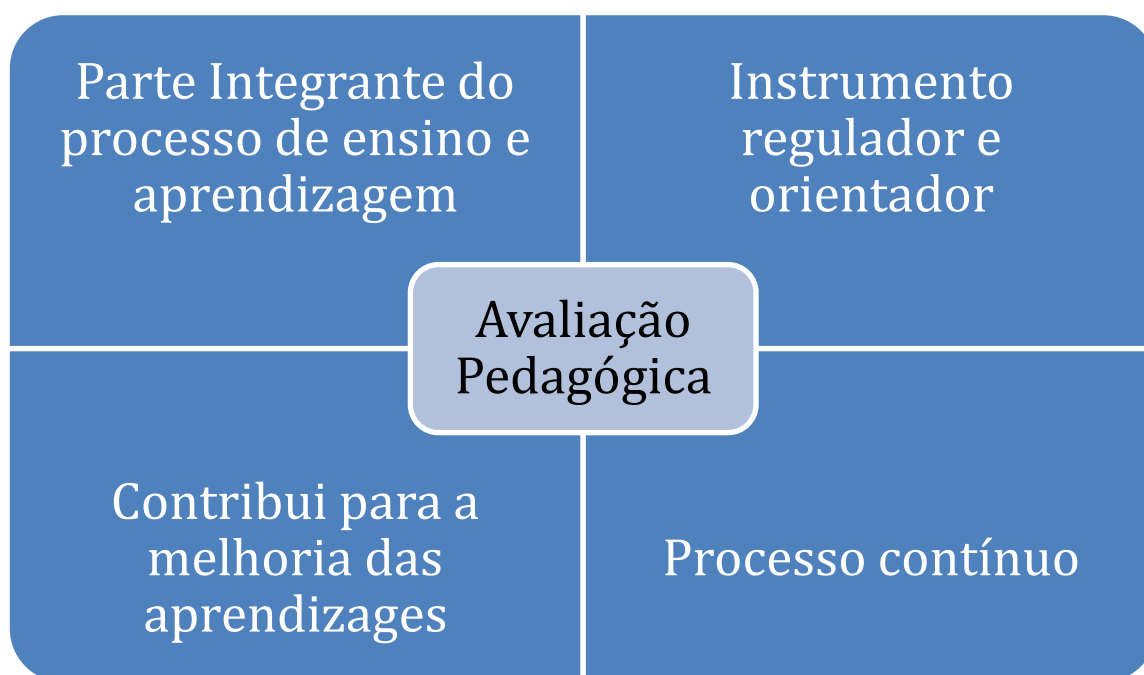 Parte Integrante do
processo de ensino e
aprendizagem
Instrumento
regulador e
orientador
Avaliação
Pedagógica
Contribui para a
melhoria das
aprendizages
Processo contínuo